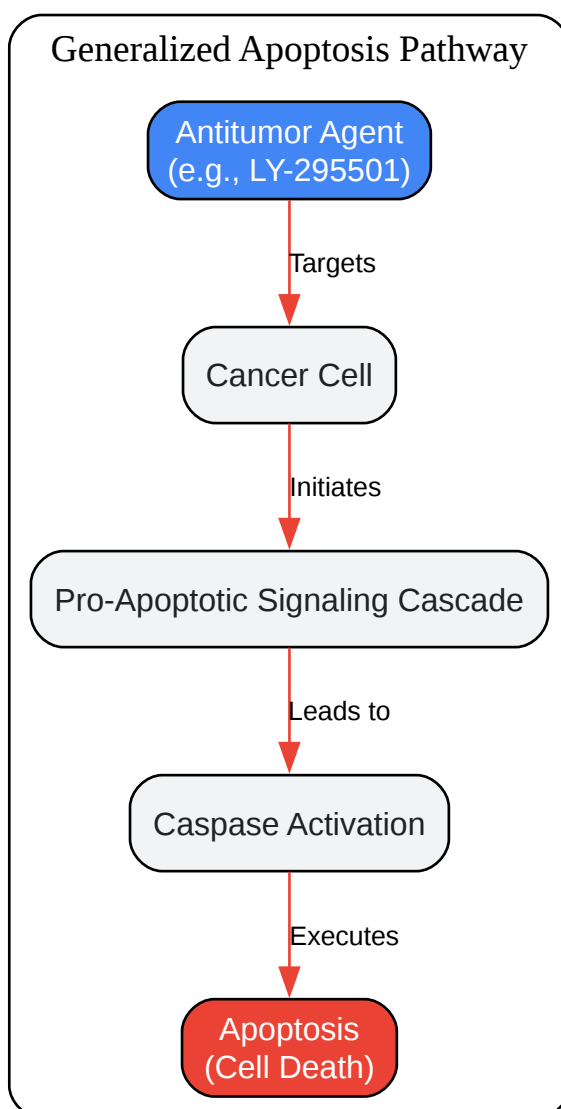 Generalized Apoptosis Pathway
Antitumor Agent
(e.g., LY-295501)
Targets
Cancer Cell
Initiates
Pro-Apoptotic Signaling Cascade
Leads to
Caspase Activation
Executes
Apoptosis
(Cell Death)